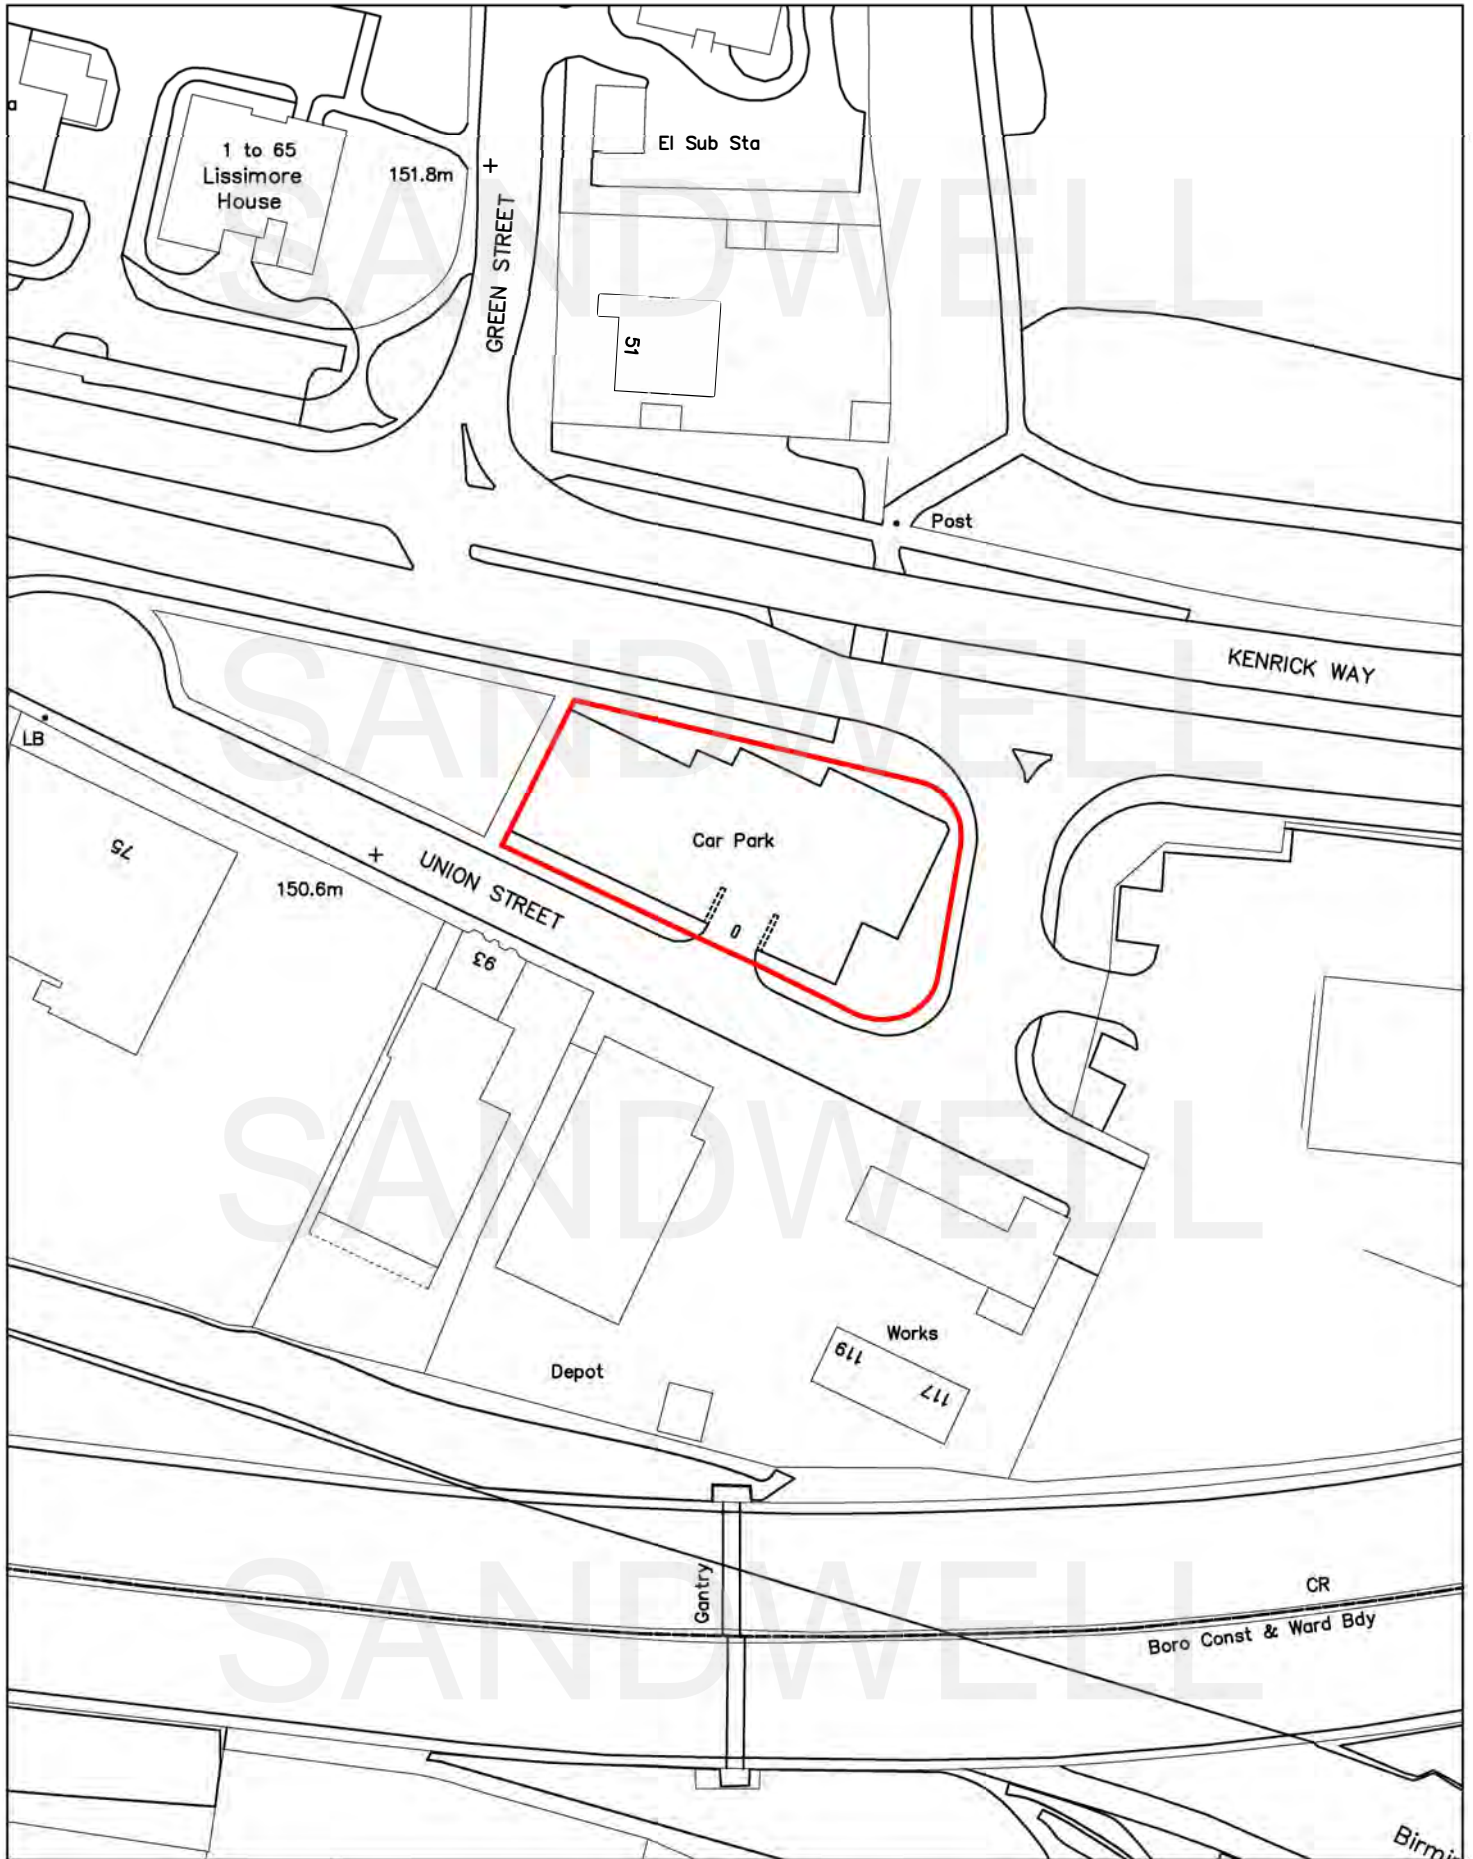 a
1 to 65
Lissimore
House
151.8m
GREEN STREET
El Sub Sta
SANDWELL
51
Post
KENRICK WAY
SANDWELL
LB
75
150.6m
UNION STREET
Car Park
0
93
SANDWELL
Works
119
117
Depot
Gantry
SANDWELL
CR
Boro Const & Ward Bdy